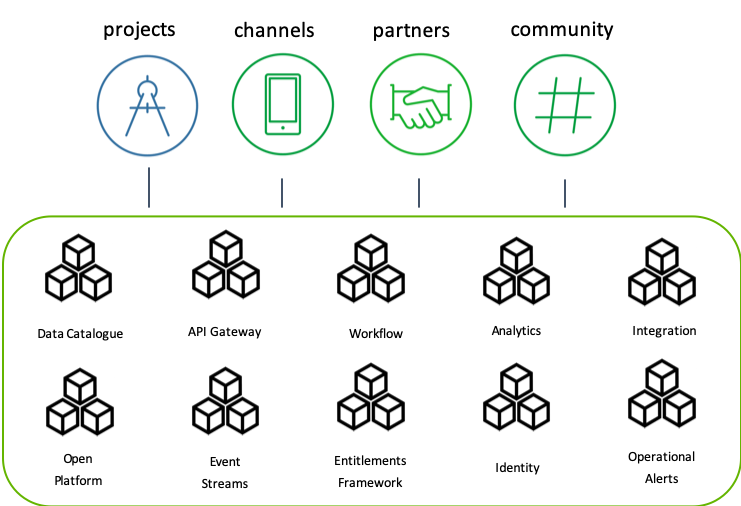 projects
channels
partners
community
Data Catalogue
API Gateway
Workflow
Analytics
Integration
Open
Platform
Event
Streams
Entitlements
Framework
Identity
Operational
Alerts